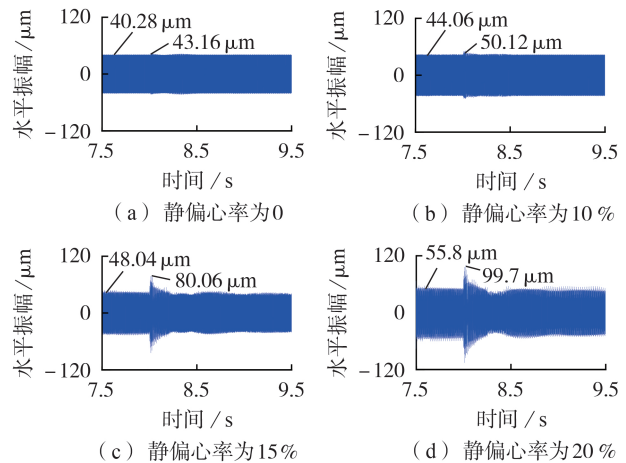 120
40.28 μm
43.16 μm
水平振幅/μm
0
−120
7.5
8.5
9.5
时间/s
(a) 静偏心率为0
120
44.06 μm
50.12 μm
水平振幅/μm
0
−120
7.5
8.5
9.5
时间/s
(b) 静偏心率为10%
120
48.04 μm
80.06 μm
水平振幅/μm
0
-120
7.5
8.5
9.5
时间/s
(c) 静偏心率为15%
120
55.8 μm
99.7 μm
水平振幅/μm
0
-120
7.5
8.5
9.5
时间/s
(d) 静偏心率为20%